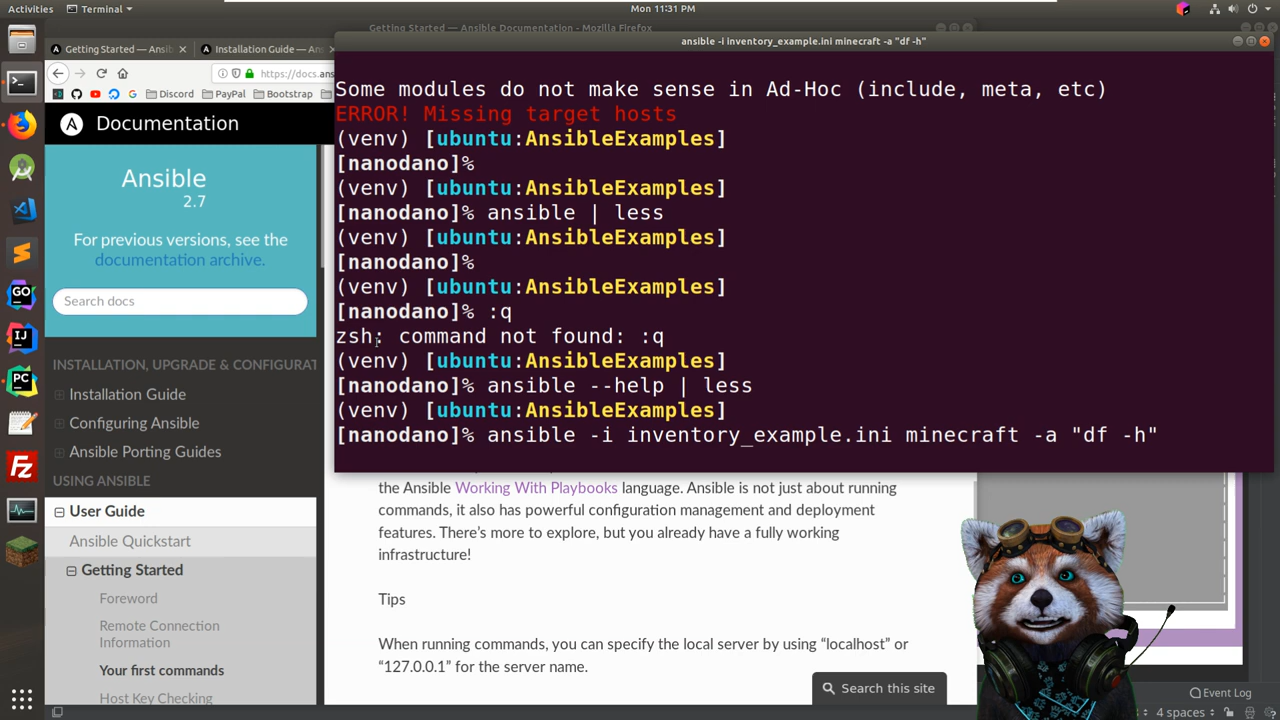 Activities
Terminal
Mon 11:31 PM
Getting Started — Ansible Documentation - Mozilla Firefox
Getting Started — Ansib
Installation Guide — An
ansible -i inventory_example.ini minecraft -a "df -h"
https://docs.ans
Discord
PayPal
Bootstrap
Documentation
Ansible
2.7
For previous versions, see the
documentation archive.
Search docs
INSTALLATION, UPGRADE & CONFIGURAT
Installation Guide
Configuring Ansible
Ansible Porting Guides
USING ANSIBLE
User Guide
Ansible Quickstart
Getting Started
Foreword
Remote Connection
Information
Your first commands
Host Key Checking
Some modules do not make sense in Ad-Hoc (include, meta, etc)
ERROR! Missing target hosts
(venv) [ubuntu:AnsibleExamples]
[nanodano]%
(venv) [ubuntu:AnsibleExamples]
[nanodano]% ansible | less
(venv) [ubuntu:AnsibleExamples]
[nanodano]%
(venv) [ubuntu:AnsibleExamples]
[nanodano]% :q
zsh: command not found: :q
(venv) [ubuntu:AnsibleExamples]
[nanodano]% ansible --help | less
(venv) [ubuntu:AnsibleExamples]
[nanodano]% ansible -i inventory_example.ini minecraft -a "df -h"
the Ansible Working With Playbooks language. Ansible is not just about running
commands, it also has powerful configuration management and deployment
features. There's more to explore, but you already have a fully working
infrastructure!
Tips
When running commands, you can specify the local server by using “localhost” or
“127.0.0.1” for the server name.
Search this site
Event Log
4 spaces
GO
IJ
PC
FZ